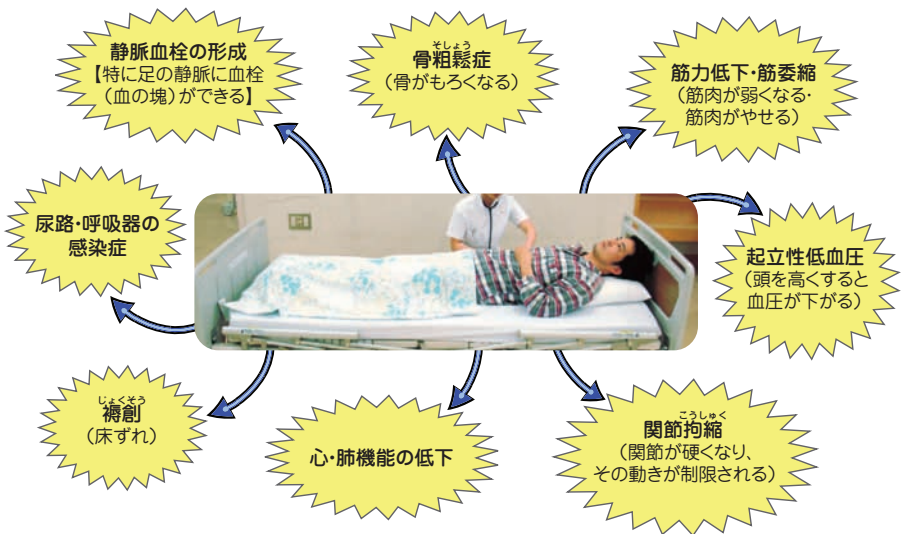 静脈血栓の形成
【特に足の静脈に血栓
（血の塊）ができる】
そしょう
骨粗鬆症
（骨がもろくなる）
筋力低下・筋萎縮
（筋肉が弱くなる・
筋肉がやせる）
尿路・呼吸器の
感染症
起立性低血圧
（頭を高くすると
血圧が下がる）
じょくそう
褥創
（床ずれ）
心・肺機能の低下
こうしゅく
関節拘縮
（関節が硬くなり、
その動きが制限される）